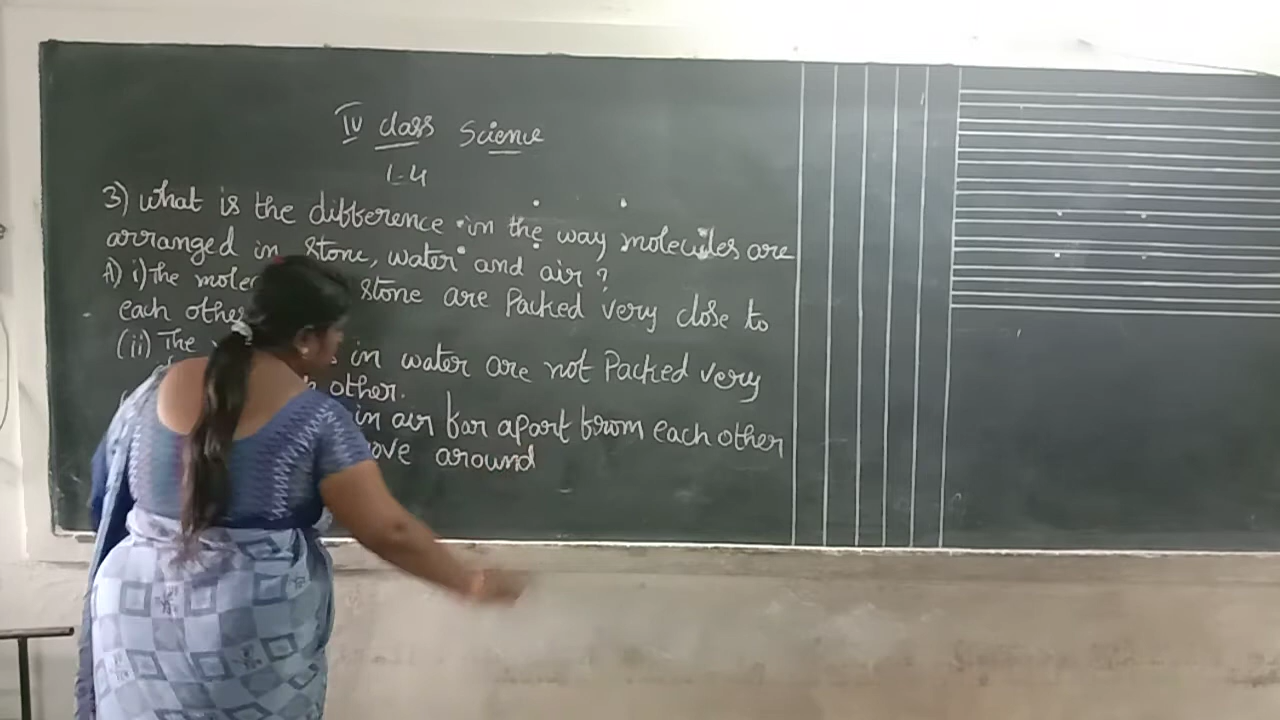 IV class Science
L-4
3) What is the difference in the way molecules are
arranged in stone, water and air?
A) i) The stone are Packed very close to
each other
(ii) The in water are not Packed very
other.
in air far apart from each other
around